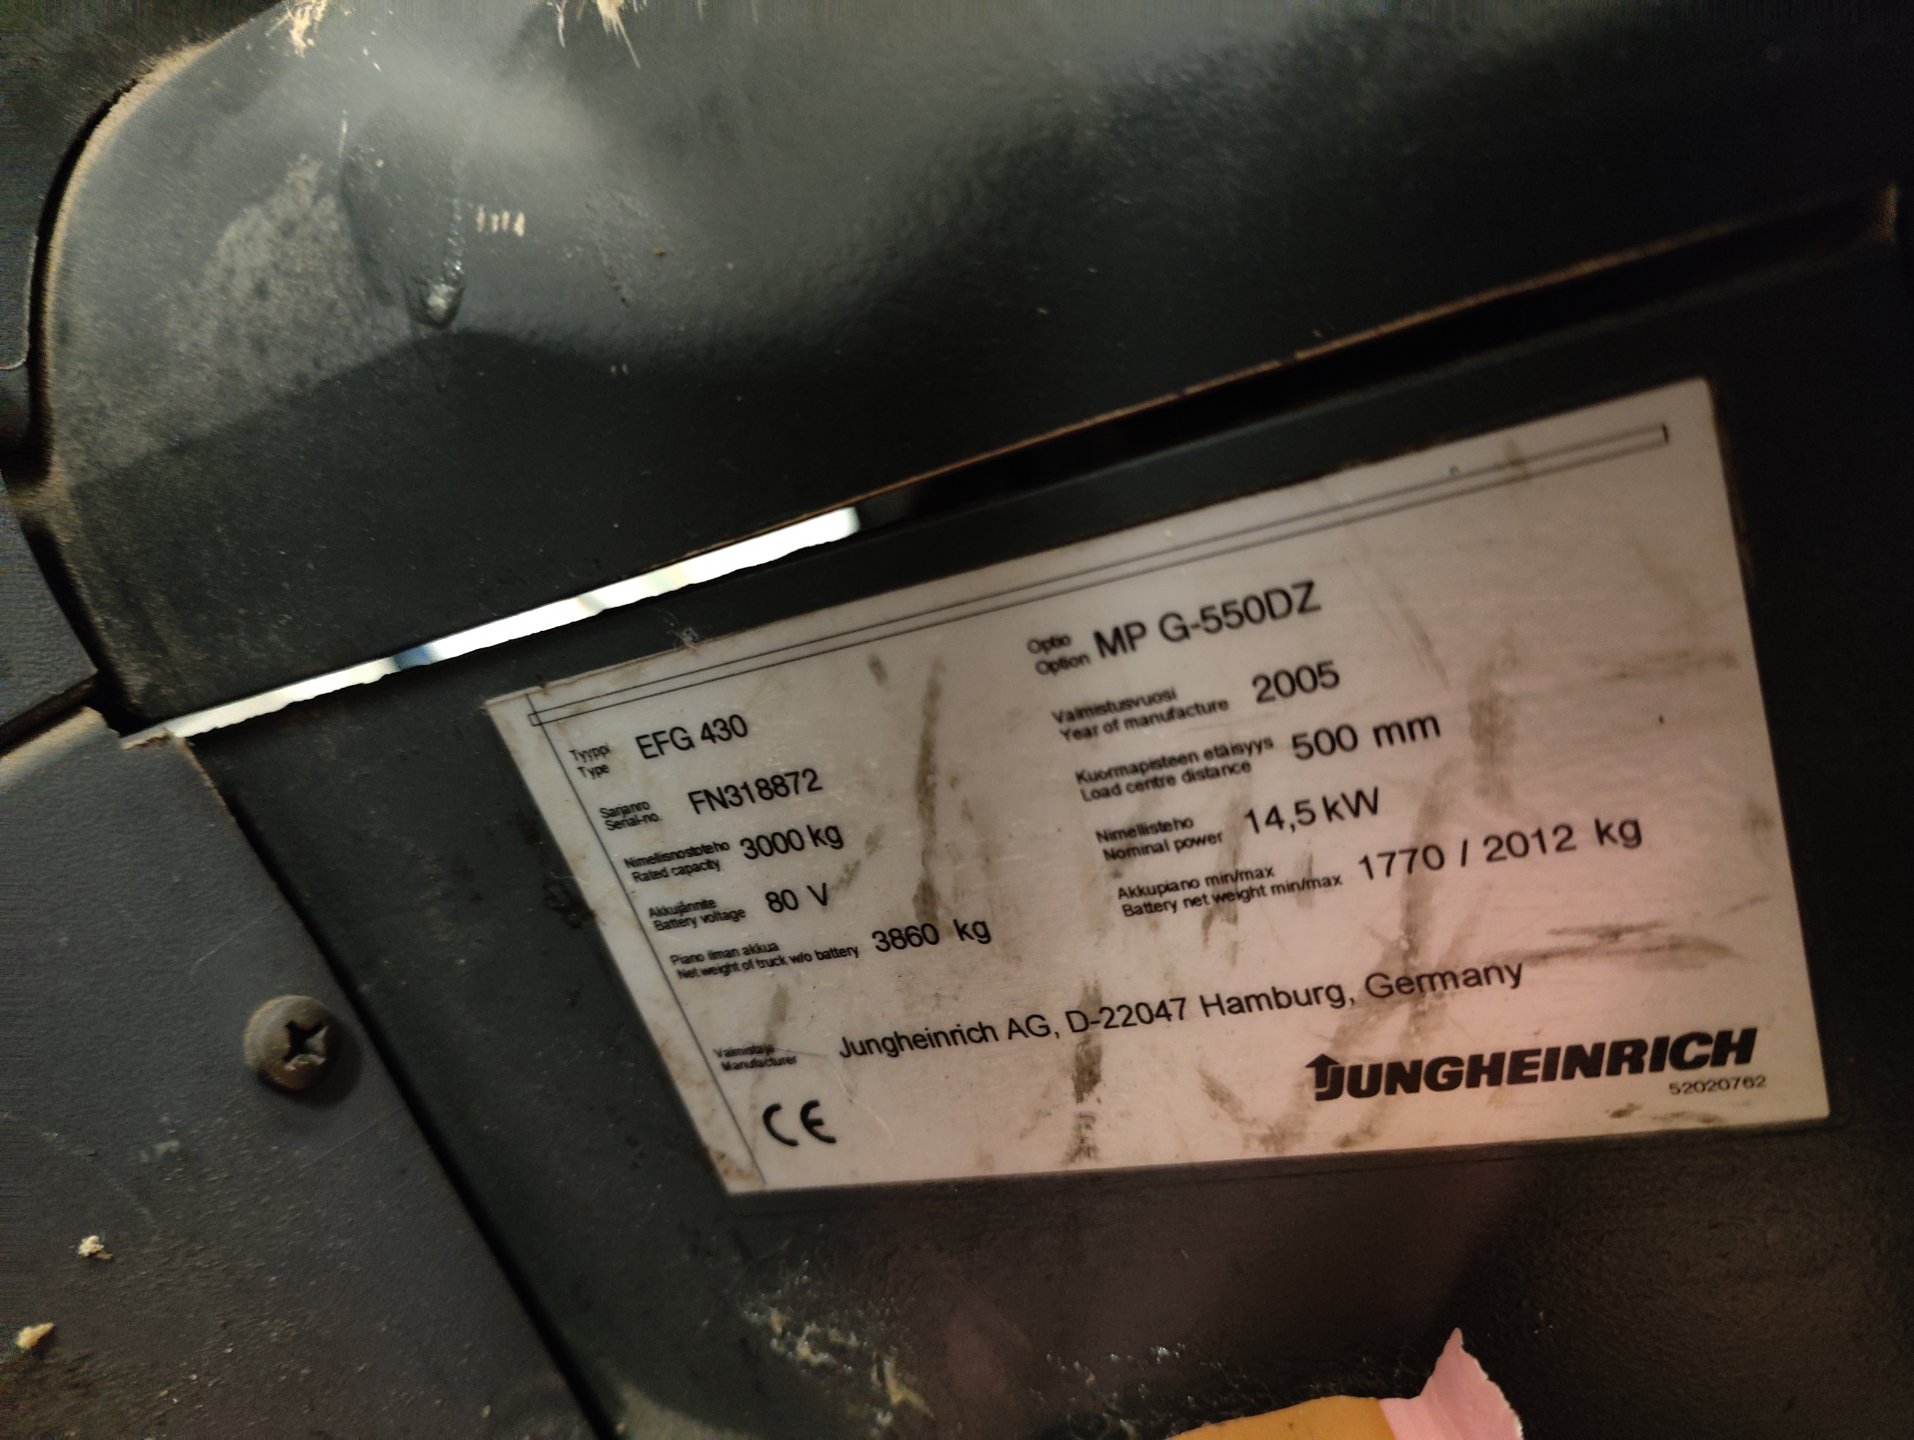 Tyyppi
Type
EFG 430
Sarjanro
Serial-no.
FN318872
Nimellisnostoteho
Rated capacity
3000 kg
Akkujännite
Battery voltage
80 V
Piano ilman akkua
Net weight of truck w/o battery
3860 kg
Optio
Option
MP G-550DZ
Valmistusvuosi
Year of manufacture
2005
Kuormapisteen etäisyys
Load centre distance
500 mm
Nimellisteho
Nominal power
14,5 kW
Akkupiano min/max
Battery net weight min/max
1770 / 2012 kg
Valmistaja
Manufacturer
Jungheinrich AG, D-22047 Hamburg, Germany
CE
JUNGHEINRICH
52020762